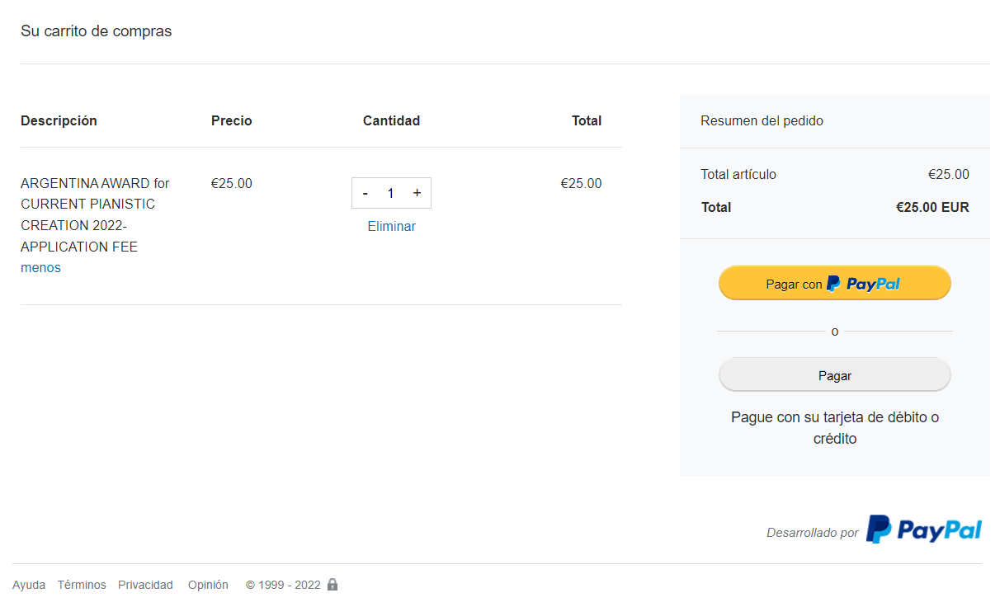 Su carrito de compras
Descripción Precio Cantidad Total
ARGENTINA AWARD for €25.00 - 1 + €25.00
CURRENT PIANISTIC
CREATION 2022-
APPLICATION FEE
menos
Eliminar
Resumen del pedido
Total artículo €25.00
Total €25.00 EUR
Pagar con PayPal
o
Pagar
Pague con su tarjeta de débito o
crédito
Desarrollado por PayPal
Ayuda Términos Privacidad Opinión © 1999 - 2022